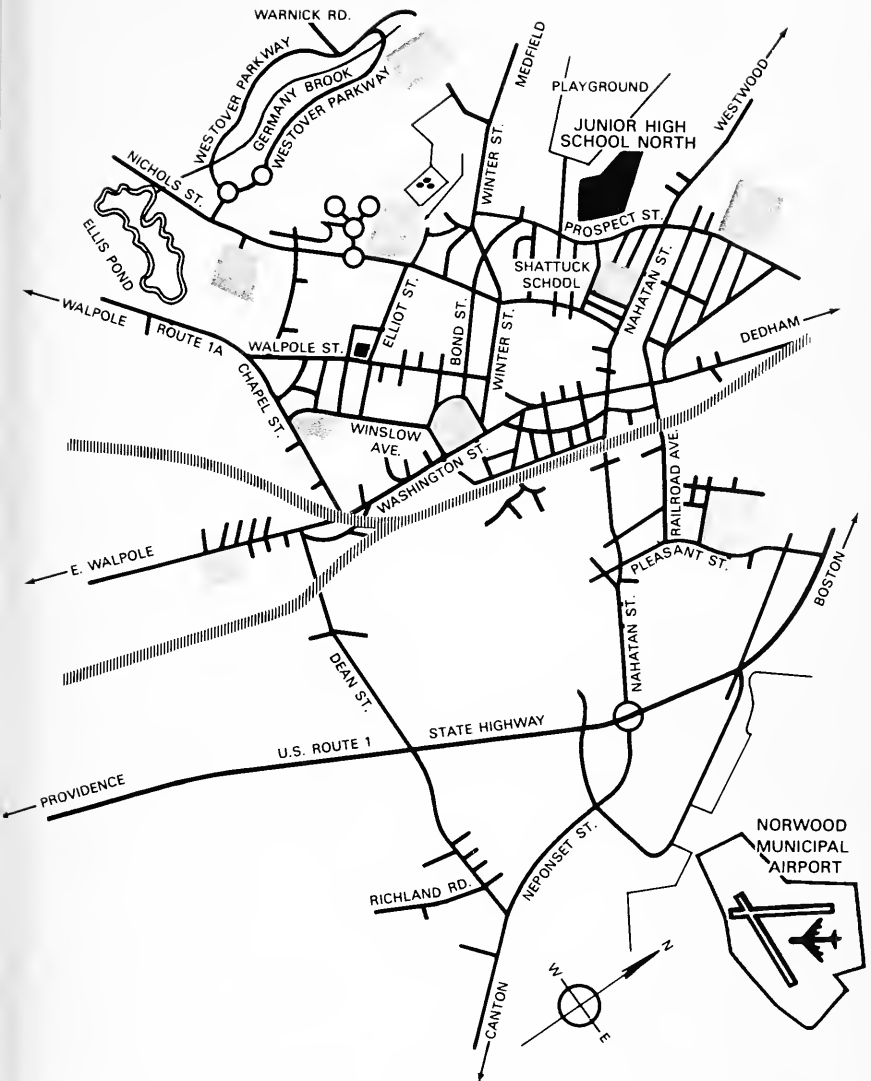 WARNICK RD.
WESTOVER PARKWAY
GERMANY BROOK
WESTOVER PARKWAY
MEDFIELD
PLAYGROUND
JUNIOR HIGH
SCHOOL NORTH
WESTWOOD
NICHOLS ST.
WINTER ST.
PROSPECT ST.
ELLIS POND
SHATTUCK
SCHOOL
NAHATAN ST.
WALPOLE
ROUTE 1A
WALPOLE ST.
ELLIOT ST.
BOND ST.
WINTER ST.
DEDHAM
CHAPEL ST.
WINSLOW
AVE.
WASHINGTON ST.
RAILROAD AVE.
E. WALPOLE
PLEASANT ST.
BOSTON
NAHATAN ST.
DEAN ST.
STATE HIGHWAY
U.S. ROUTE 1
PROVIDENCE
NEPONSET ST.
NORWOOD
MUNICIPAL
AIRPORT
RICHLAND RD.
CANTON
N
W
E